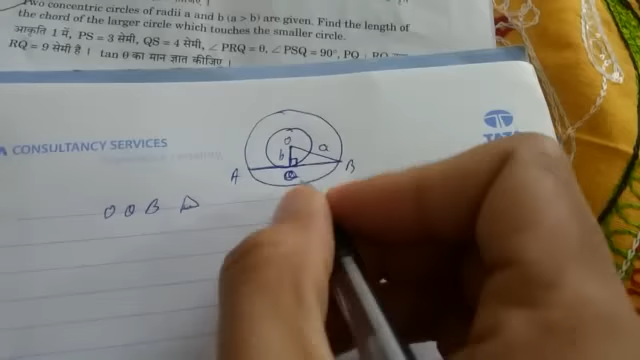 Two concentric circles of radii a and b (a > b) are given. Find the length of
the chord of the larger circle which touches the smaller circle.
आकृति 1 में, PS = 3 सेमी, QS = 4 सेमी, ∠ PRQ = θ, ∠ PSQ = 90°, PQ ⊥
RQ = 9 सेमी है । tan θ का मान ज्ञात कीजिए ।
CONSULTANCY SERVICES
TATA
O
a
b
A
B
O Q B Δ